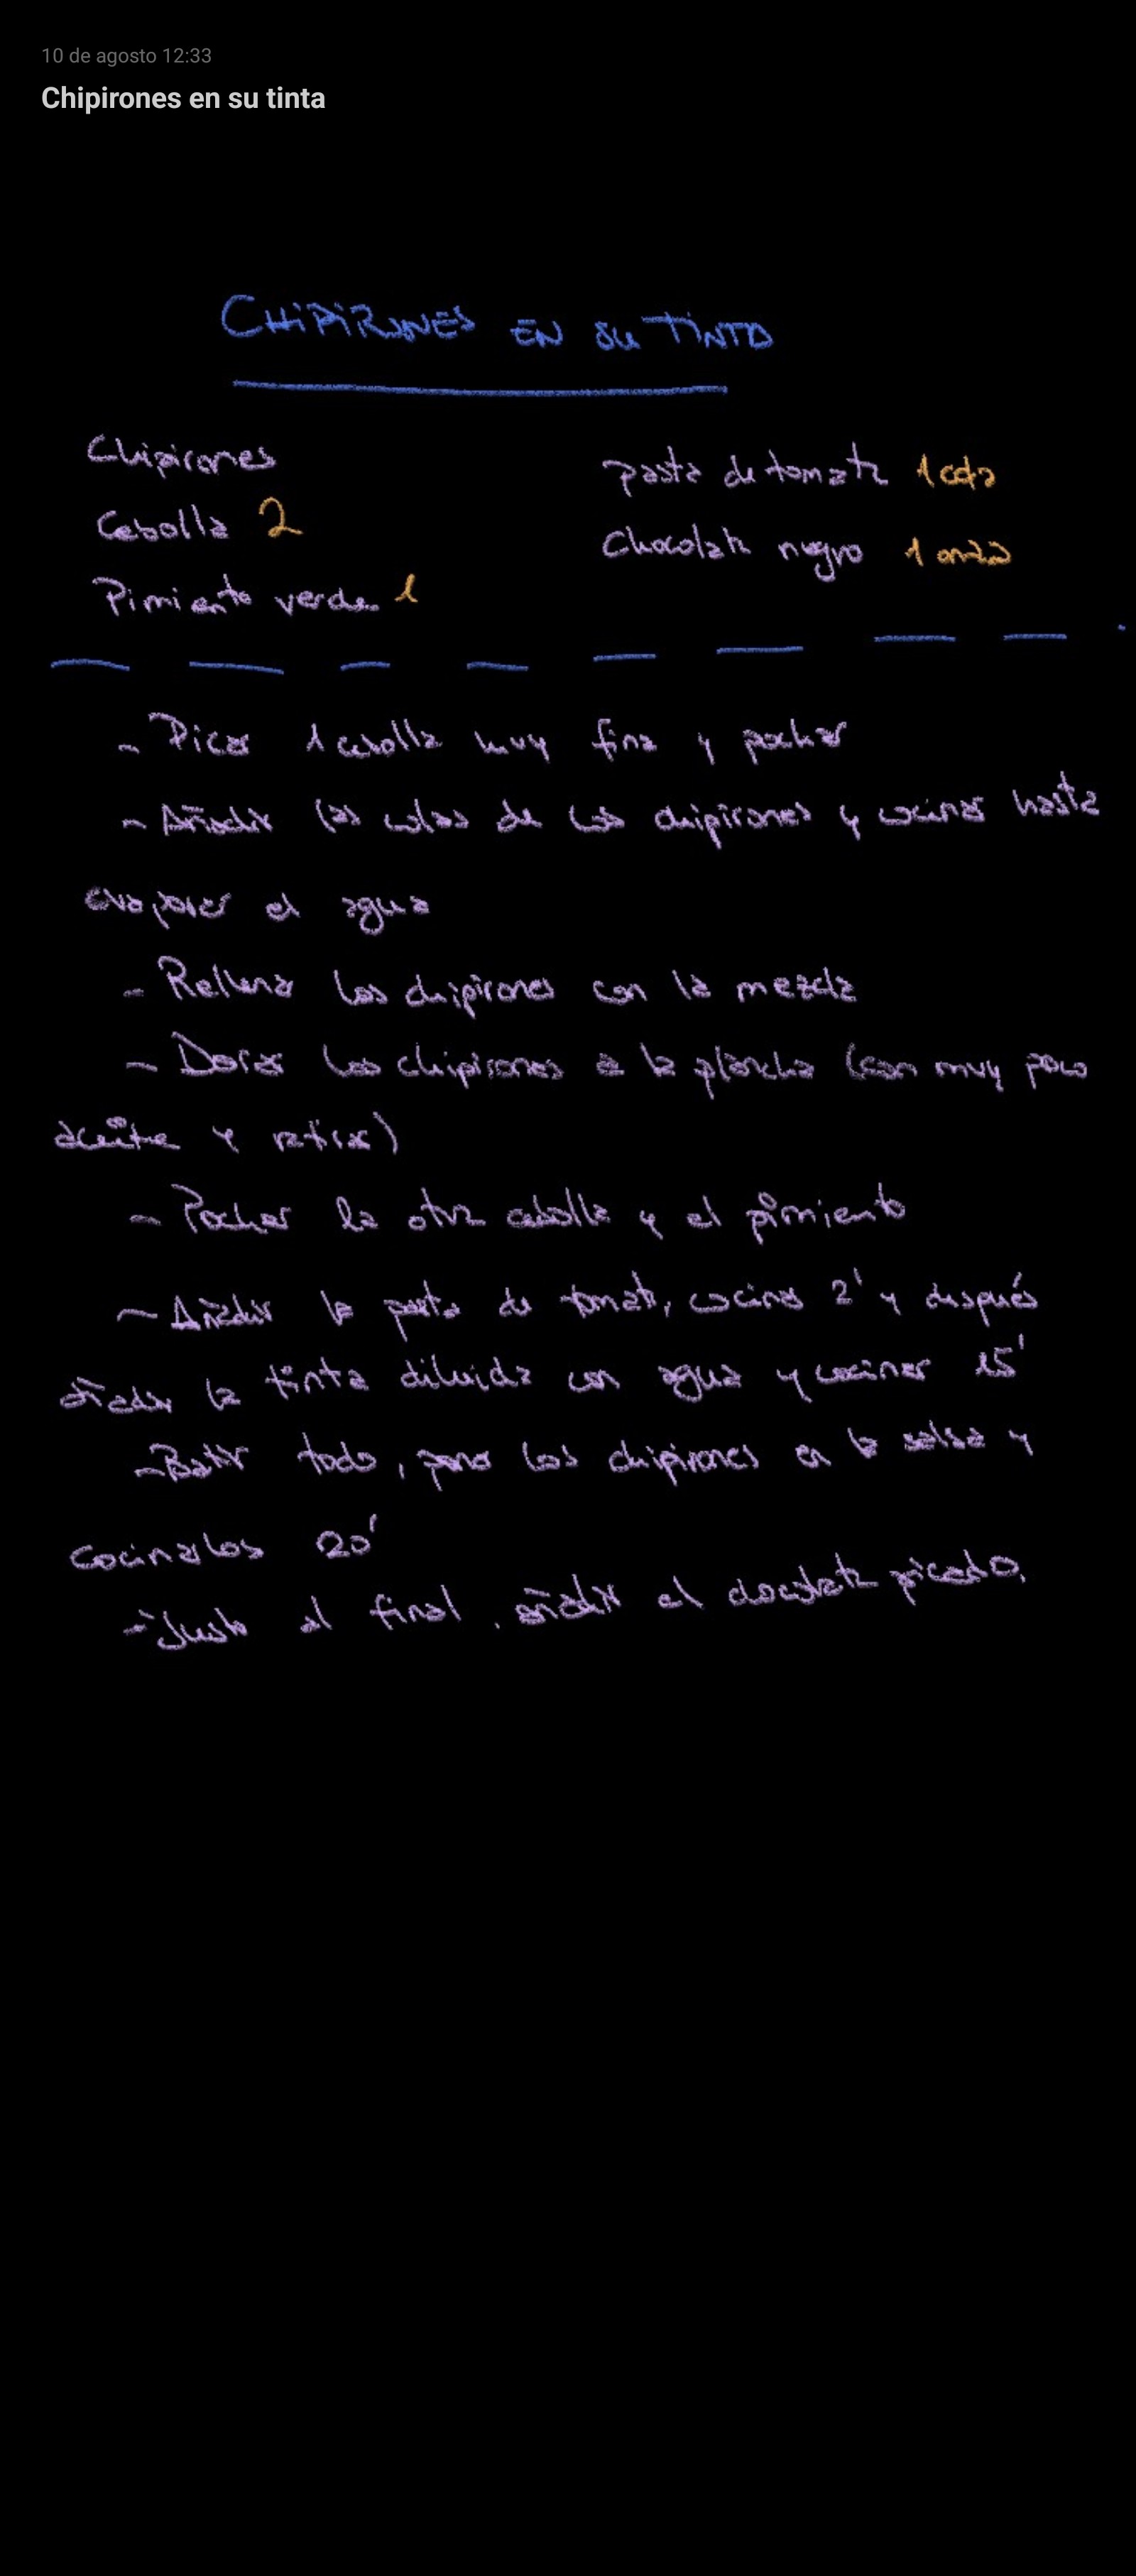 10 de agosto 12:33
Chipirones en su tinta
CHIPIRONES EN SU TINTA
Chipirones
Cebolla 2
Pimiento verde 1
pasta de tomate 1 cda
Chocolate negro 1 onza
- Picar 1 cebolla muy fina y pochar
- Añadir las colas de los chipirones y cocinar hasta
evaporar el agua
- Rellenar los chipirones con la mezcla
- Dorar los chipirones a la plancha (con muy poco
aceite y retirar)
- Pochar la otra cebolla y el pimiento
- Añadir la pasta de tomate, cocinar 2' y después
añadir la tinta diluida con agua y cocinar 15'
- Batir todo, poner los chipirones en la salsa y
cocinarlos 20'
- Justo al final, añadir el chocolate picado.